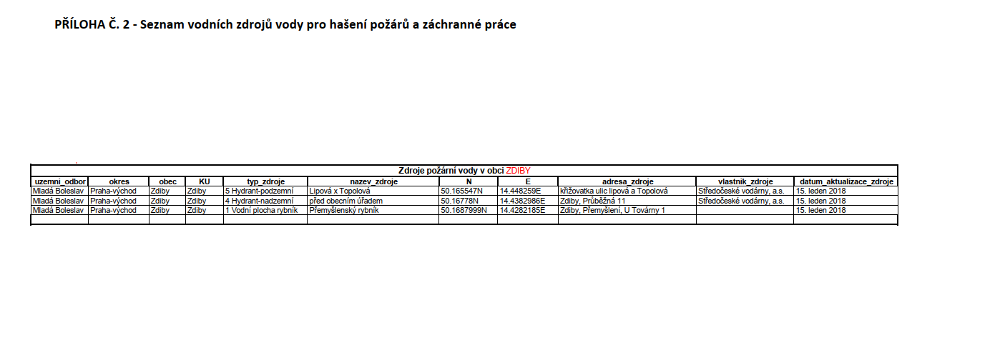 PŘÍLOHA Č. 2 - Seznam vodních zdrojů vody pro hašení požárů a záchranné práce
Zdroje požární vody v obci ZDIBY
uzemni_odbor okres obec KU typ_zdroje nazev_zdroje N E adresa_zdroje vlastnik_zdroje datum_aktualizace_zdroje
Mladá Boleslav Praha-východ Zdiby Zdiby 5 Hydrant-podzemní Lipová x Topolová 50.165547N 14.448259E křižovatka ulic lipová a Topolová Středočeské vodárny, a.s. 15. leden 2018
Mladá Boleslav Praha-východ Zdiby Zdiby 4 Hydrant-nadzemní před obecním úřadem 50.16778N 14.4382986E Zdiby, Průběžná 11 Středočeské vodárny, a.s. 15. leden 2018
Mladá Boleslav Praha-východ Zdiby Zdiby 1 Vodní plocha rybník Přemyšlenský rybník 50.1687999N 14.4282185E Zdiby, Přemyšlení, U Továrny 1 15. leden 2018